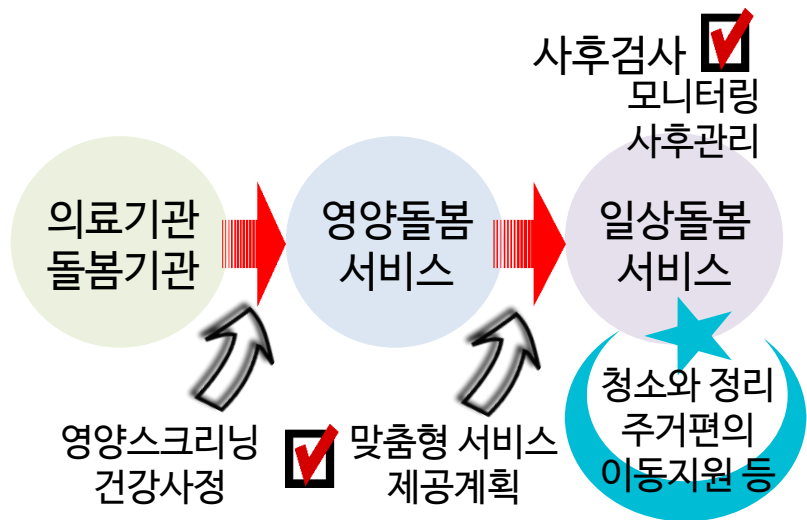 사후검사
모니터링
사후관리
의료기관
돌봄기관
영양돌봄
서비스
일상돌봄
서비스
영양스크리닝
건강사정
맞춤형 서비스
제공계획
청소와 정리
주거편의
이동지원 등